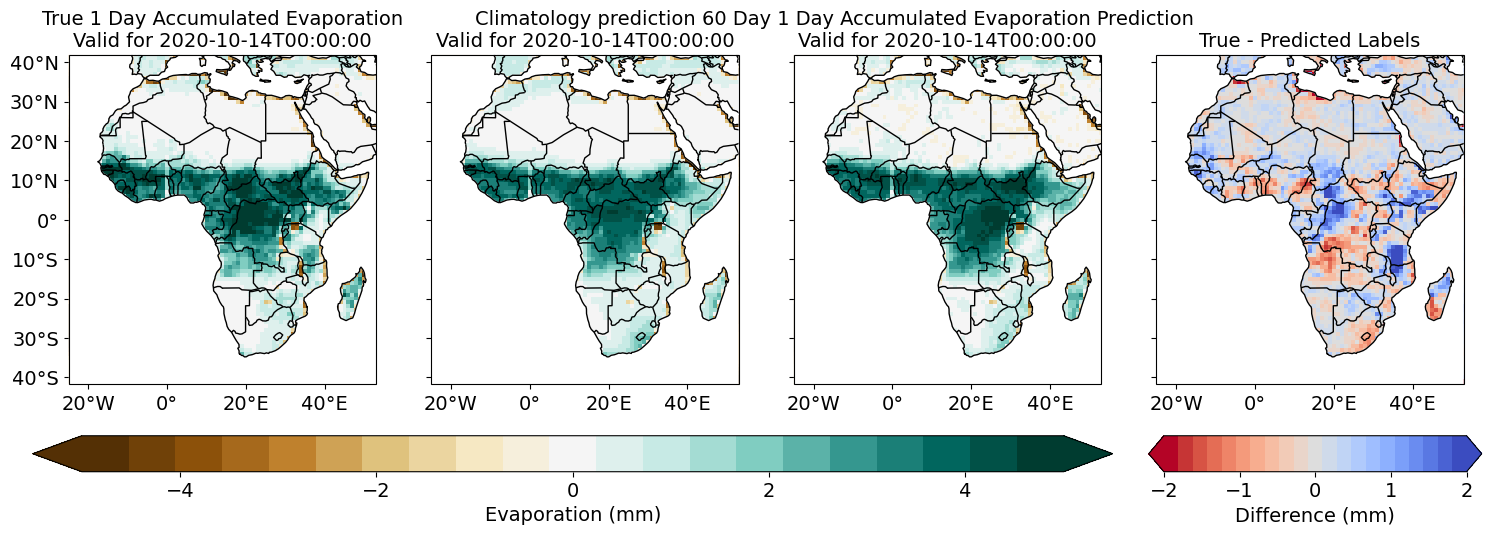 True 1 Day Accumulated Evaporation
Valid for 2020-10-14T00:00:00
Climatology prediction 60 Day 1 Day Accumulated Evaporation Prediction
Valid for 2020-10-14T00:00:00
Valid for 2020-10-14T00:00:00
True - Predicted Labels
40°N
30°N
20°N
10°N
0°
10°S
20°S
30°S
40°S
20°W 0° 20°E 40°E
20°W 0° 20°E 40°E
20°W 0° 20°E 40°E
20°W 0° 20°E 40°E
−4 −2 0 2 4
Evaporation (mm)
−2 −1 0 1 2
Difference (mm)